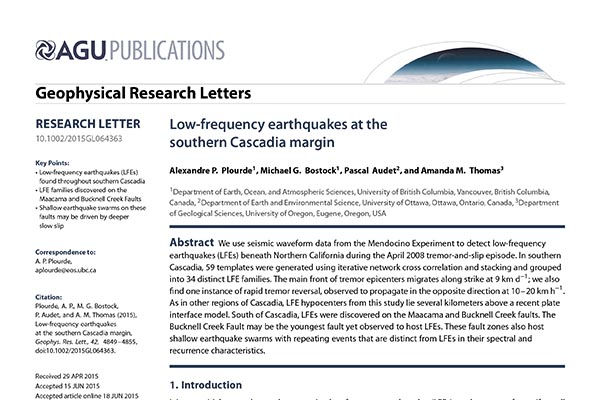 AGU PUBLICATIONS
Geophysical Research Letters
RESEARCH LETTER
10.1002/2015GL064363
Key Points:
• Low-frequency earthquakes (LFEs)
found throughout southern Cascadia
• LFE families discovered on the
Maacama and Bucknell Creek Faults
• Shallow earthquake swarms on these
faults may be driven by deeper
slow slip
Correspondence to:
A. P. Plourde,
aplourde@eos.ubc.ca
Citation:
Plourde, A. P., M. G. Bostock,
P. Audet, and A. M. Thomas (2015),
Low-frequency earthquakes
at the southern Cascadia margin,
Geophys. Res. Lett., 42, 4849–4855,
doi:10.1002/2015GL064363.
Received 29 APR 2015
Accepted 15 JUN 2015
Accepted article online 18 JUN 2015
Low-frequency earthquakes at the
southern Cascadia margin
Alexandre P. Plourde1, Michael G. Bostock1, Pascal Audet2, and Amanda M. Thomas3
1Department of Earth, Ocean, and Atmospheric Sciences, University of British Columbia, Vancouver, British Columbia,
Canada, 2Department of Earth and Environmental Science, University of Ottawa, Ottawa, Ontario, Canada, 3Department
of Geological Sciences, University of Oregon, Eugene, Oregon, USA
Abstract We use seismic waveform data from the Mendocino Experiment to detect low-frequency
earthquakes (LFEs) beneath Northern California during the April 2008 tremor-and-slip episode. In southern
Cascadia, 59 templates were generated using iterative network cross correlation and stacking and grouped
into 34 distinct LFE families. The main front of tremor epicenters migrates along strike at 9 km d−1; we also
find one instance of rapid tremor reversal, observed to propagate in the opposite direction at 10–20 km h−1.
As in other regions of Cascadia, LFE hypocenters from this study lie several kilometers above a recent plate
interface model. South of Cascadia, LFEs were discovered on the Maacama and Bucknell Creek faults. The
Bucknell Creek Fault may be the youngest fault yet observed to host LFEs. These fault zones also host
shallow earthquake swarms with repeating events that are distinct from LFEs in their spectral and
recurrence characteristics.
1. Introduction